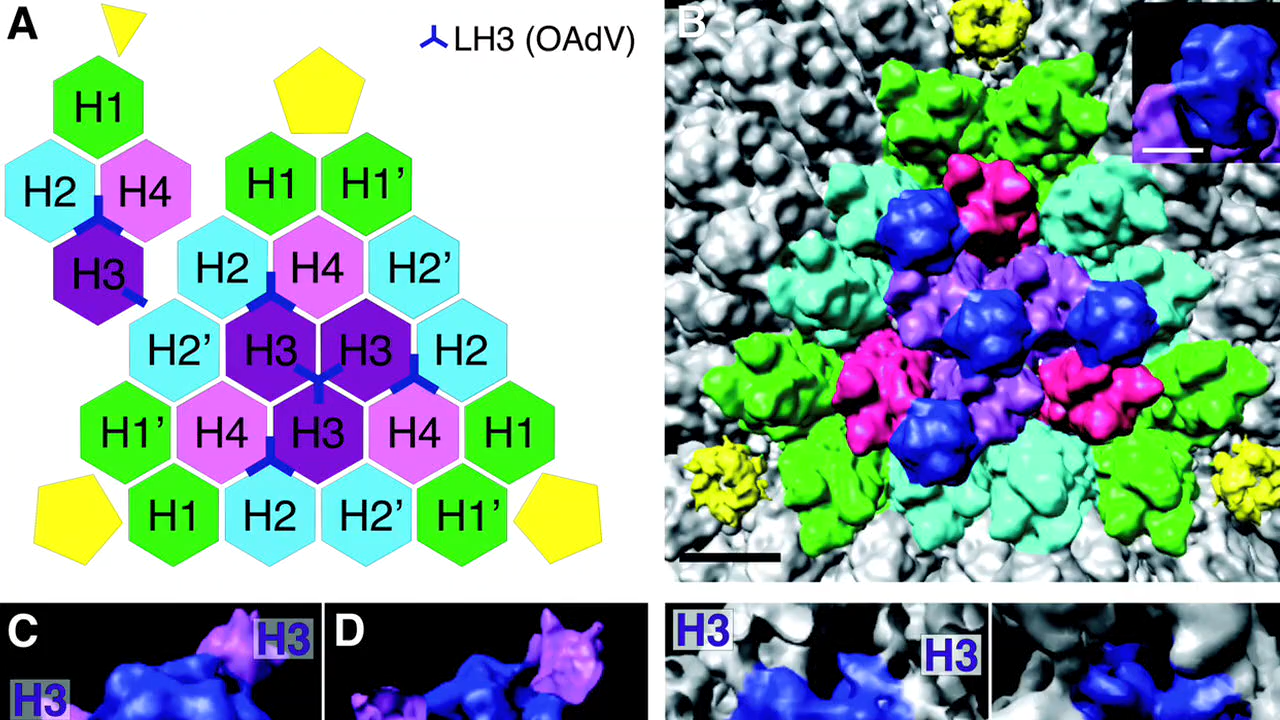 A
LH3 (OAdV)
H1
H2 H4
H3
H1 H1’
H2 H4 H2’
H2’ H3 H3 H2
H1’ H4 H3 H4 H1
H1 H2 H2’ H1’
B
C
H3
H3
D
H3
H3